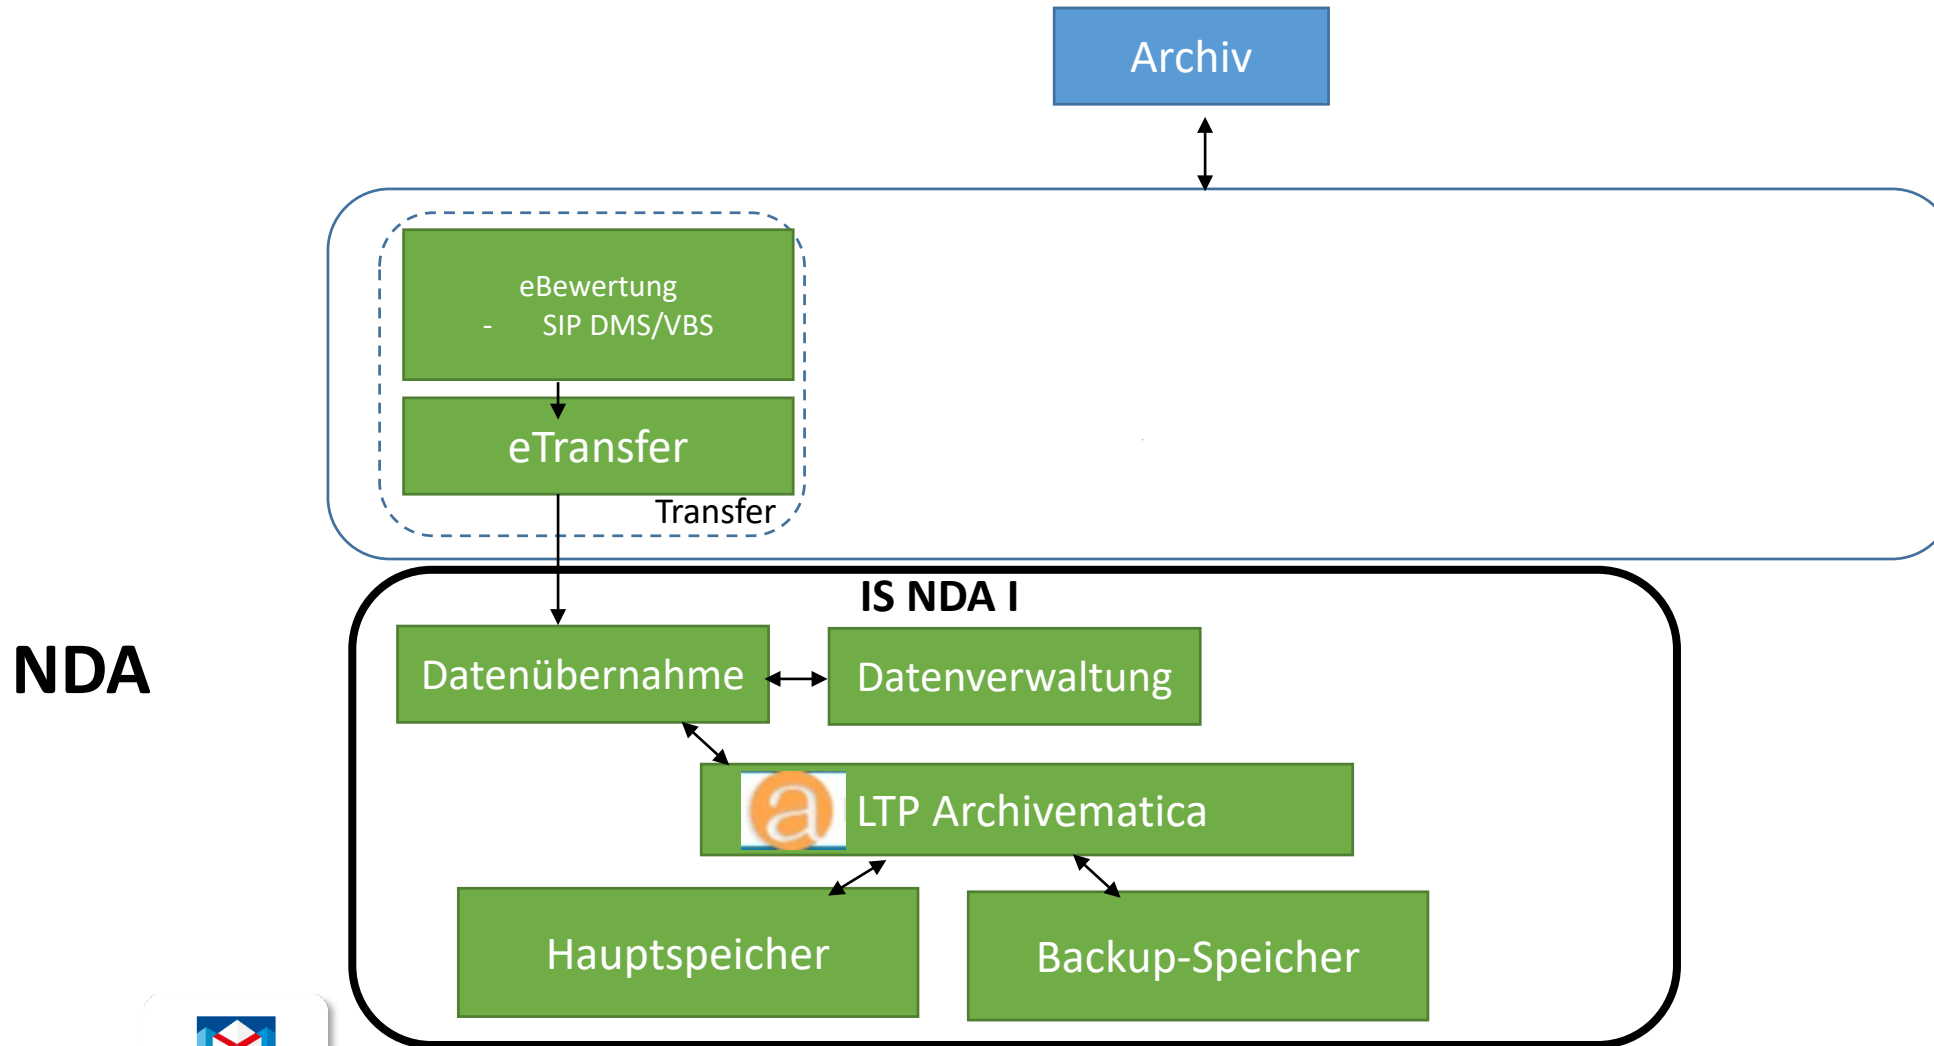 Archiv
eBewertung
- SIP DMS/VBS
eTransfer
Transfer
IS NDA I
NDA
Datenübernahme
Datenverwaltung
LTP Archivematica
Hauptspeicher
Backup-Speicher